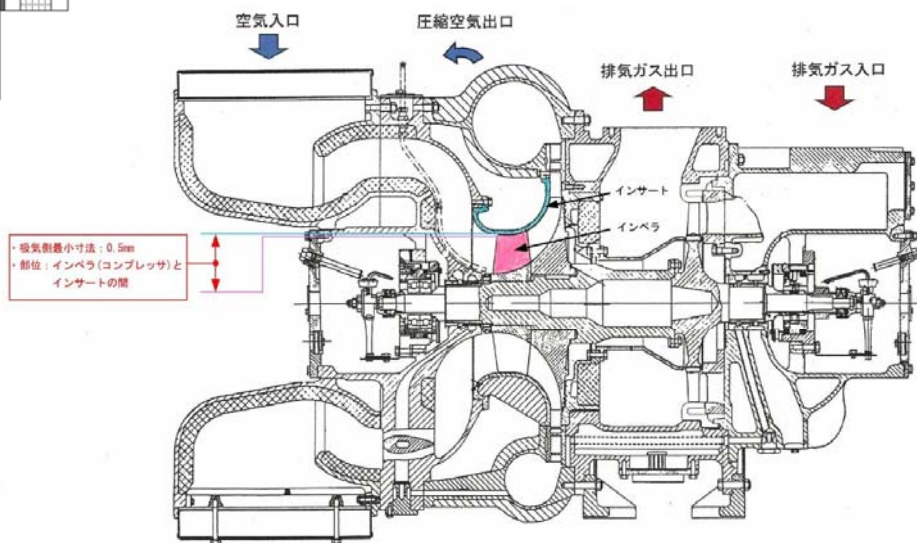 空気入口
圧縮空気出口
排気ガス出口
排気ガス入口
インサート
インペラ
・吸気側最小寸法：0.5mm
・部位：インペラ(コンプレッサ)と
インサートの間